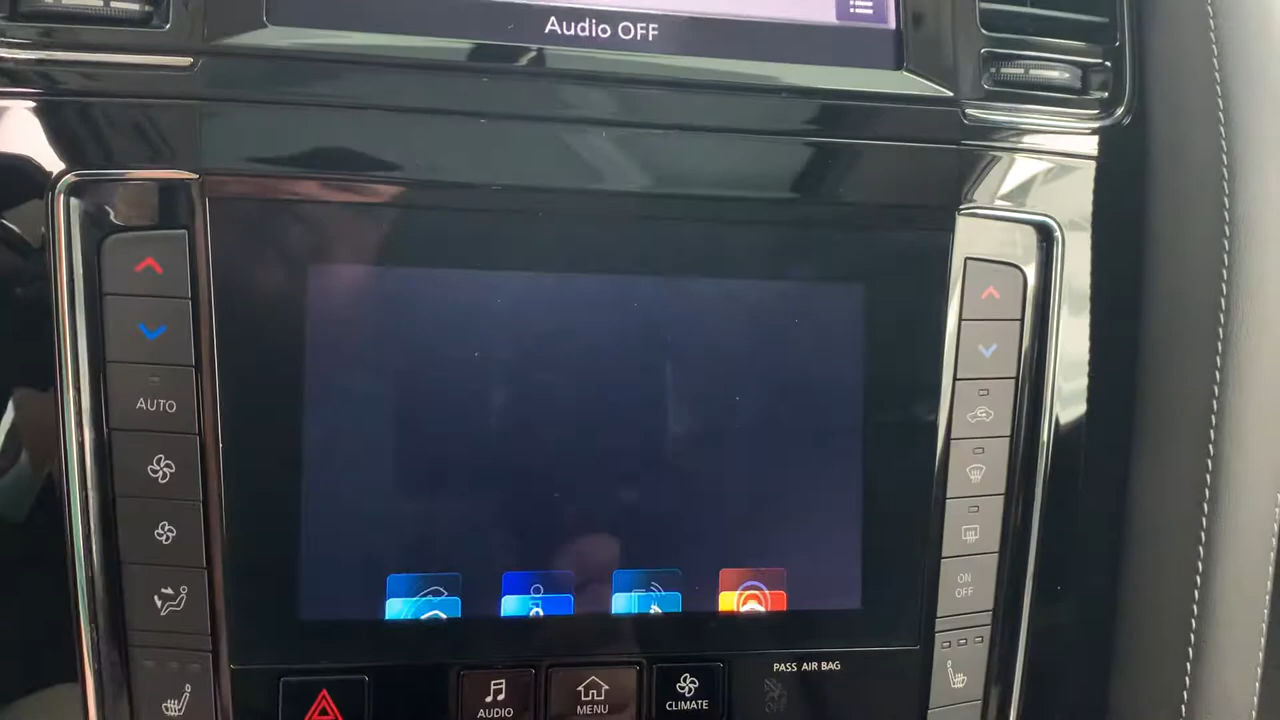 Audio OFF
AUTO
ON
OFF
PASS AIR BAG
AUDIO
MENU
CLIMATE